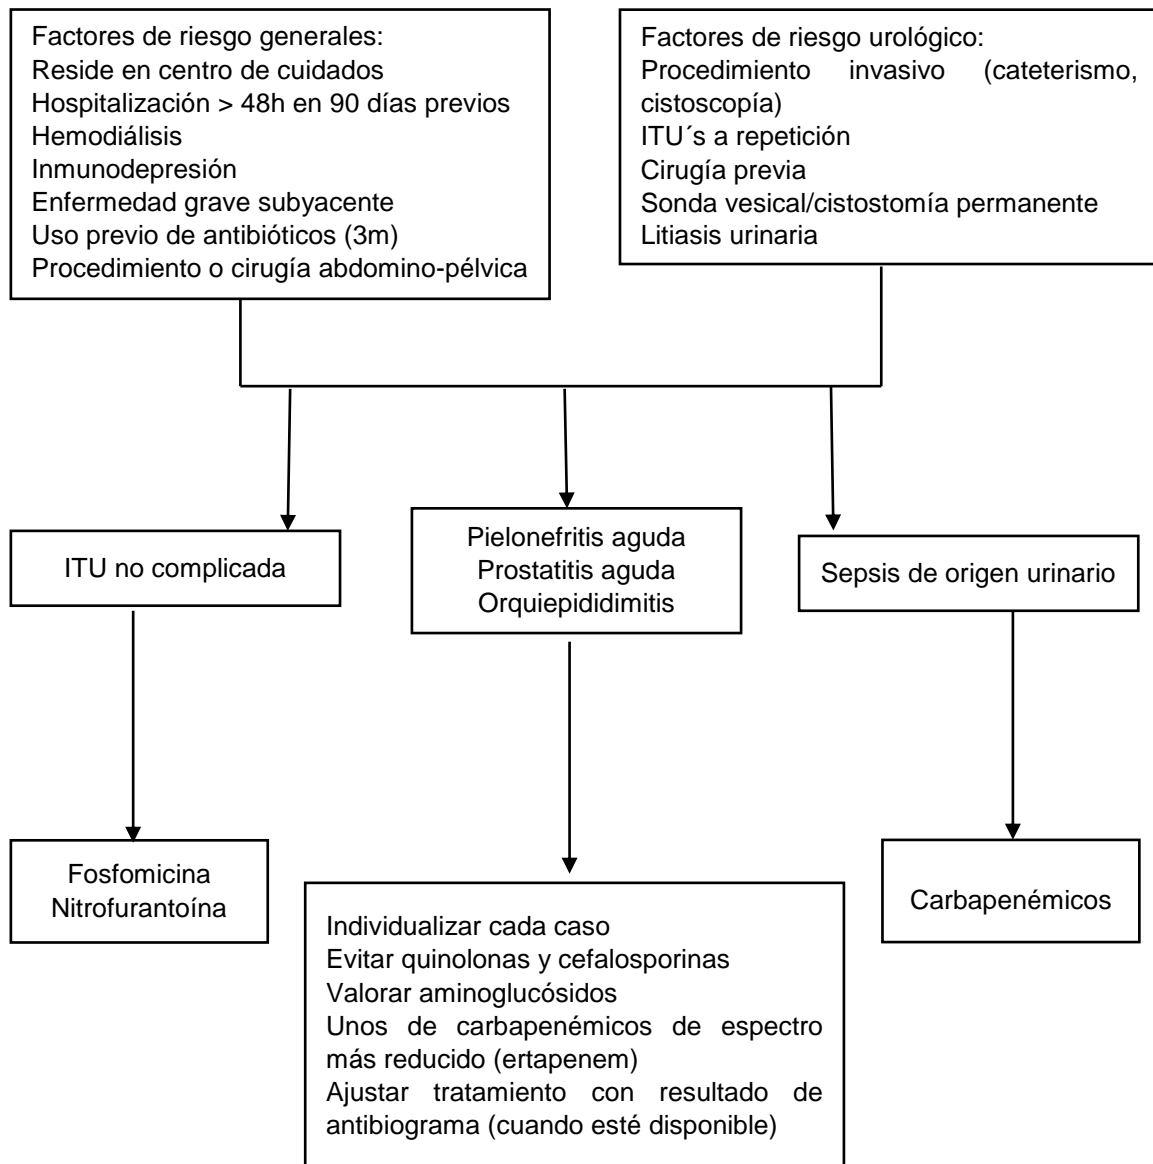 Factores de riesgo generales:
Reside en centro de cuidados
Hospitalización > 48h en 90 días previos
Hemodiálisis
Inmunodepresión
Enfermedad grave subyacente
Uso previo de antibióticos (3m)
Procedimiento o cirugía abdomino-pélvica
Factores de riesgo urológico:
Procedimiento invasivo (cateterismo,
cistoscopía)
ITU´s a repetición
Cirugía previa
Sonda vesical/cistostomía permanente
Litiasis urinaria
ITU no complicada
Pielonefritis aguda
Prostatitis aguda
Orquiepididimitis
Sepsis de origen urinario
Fosfomicina
Nitrofurantoína
Individualizar cada caso
Evitar quinolonas y cefalosporinas
Valorar aminoglucósidos
Unos de carbapenémicos de espectro
más reducido (ertapenem)
Ajustar tratamiento con resultado de
antibiograma (cuando esté disponible)
Carbapenémicos